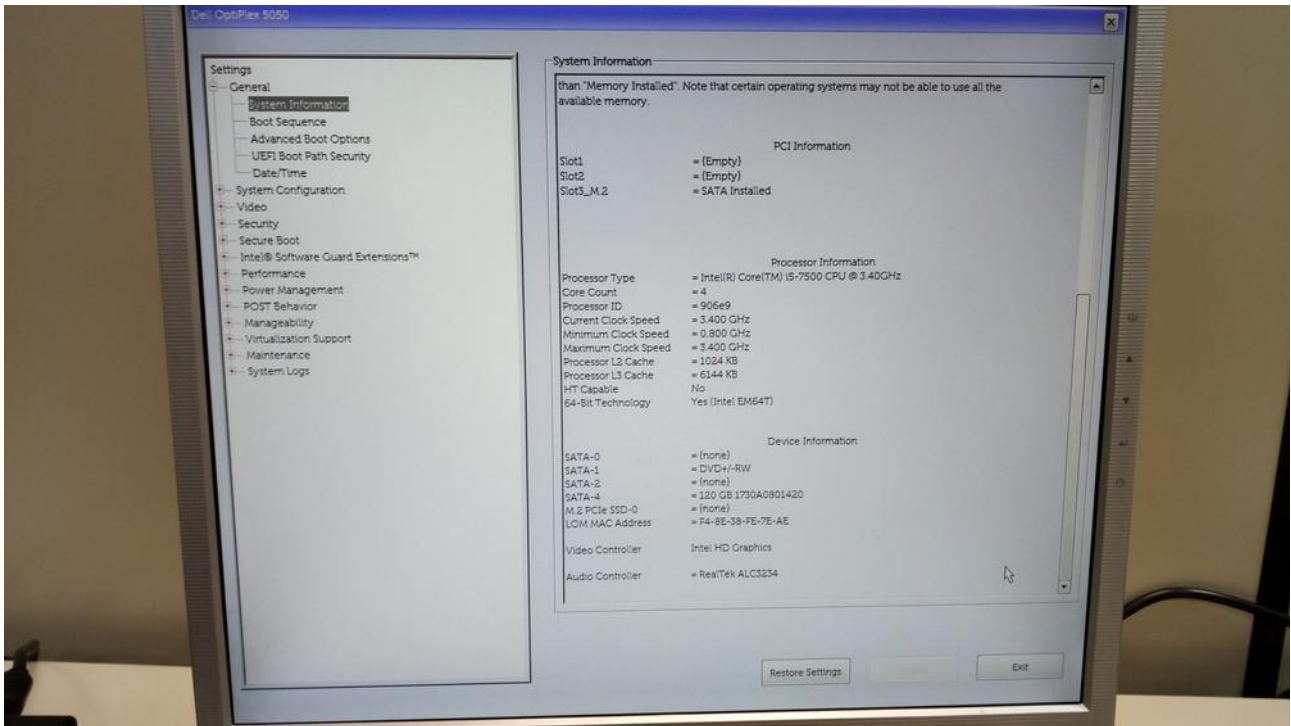 Dell OptiPlex 5050
Settings
General
System Information
Boot Sequence
Advanced Boot Options
UEFI Boot Path Security
Date/Time
System Configuration
Video
Security
Secure Boot
Intel® Software Guard Extensions™
Performance
Power Management
POST Behavior
Manageability
Virtualization Support
Maintenance
System Logs
System Information
than "Memory Installed". Note that certain operating systems may not be able to use all the
available memory.
PCI Information
Slot1 = {Empty}
Slot2 = {Empty}
Slot3_M.2 = SATA Installed
Processor Information
Processor Type = Intel(R) Core(TM) i5-7500 CPU @ 3.40GHz
Core Count = 4
Processor ID = 906e9
Current Clock Speed = 3.400 GHz
Minimum Clock Speed = 0.800 GHz
Maximum Clock Speed = 3.400 GHz
Processor L2 Cache = 1024 KB
Processor L3 Cache = 6144 KB
HT Capable No
64-Bit Technology Yes (Intel EM64T)
Device Information
SATA-0 = {none}
SATA-1 = DVD+/-RW
SATA-2 = {none}
SATA-4 = 120 GB 1730A0801420
M.2 PCIe SSD-0 = {none}
LOM MAC Address = F4-8E-38-FE-7E-AE
Video Controller Intel HD Graphics
Audio Controller = RealTek ALC3234
Restore Settings
Exit